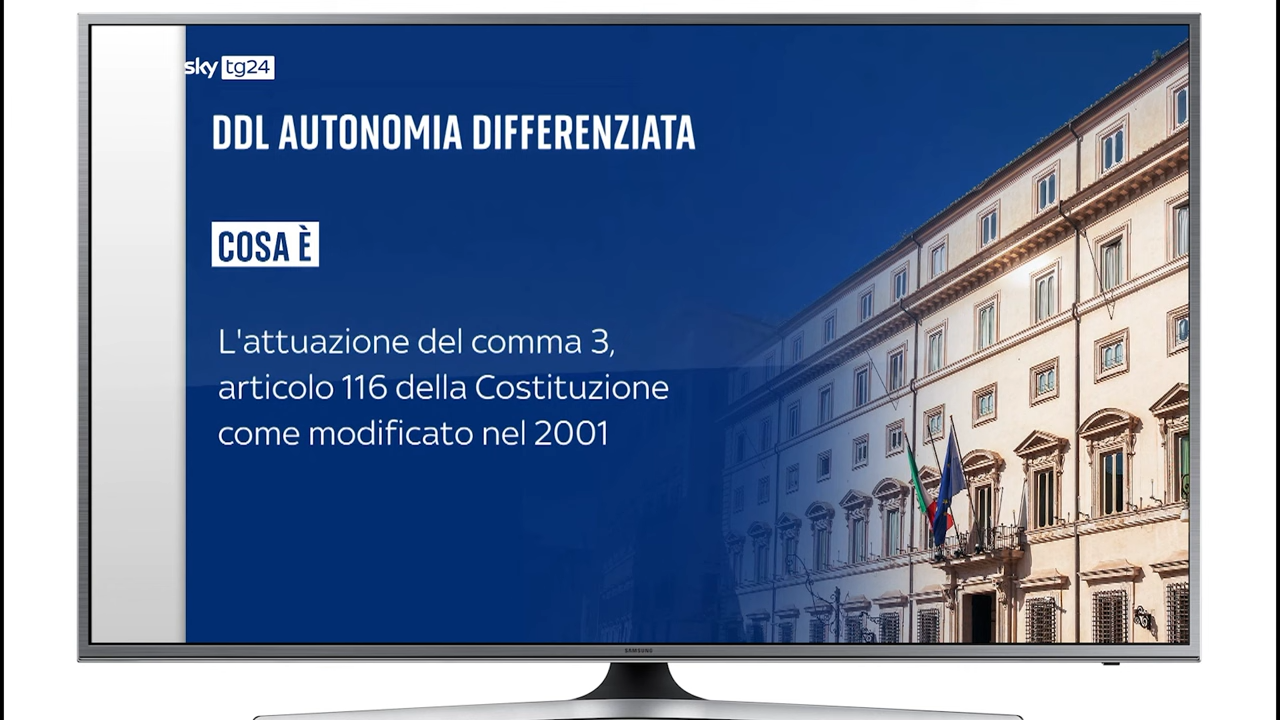 sky tg24
DDL AUTONOMIA DIFFERENZIATA
COSA È
L'attuazione del comma 3,
articolo 116 della Costituzione
come modificato nel 2001
SAMSUNG